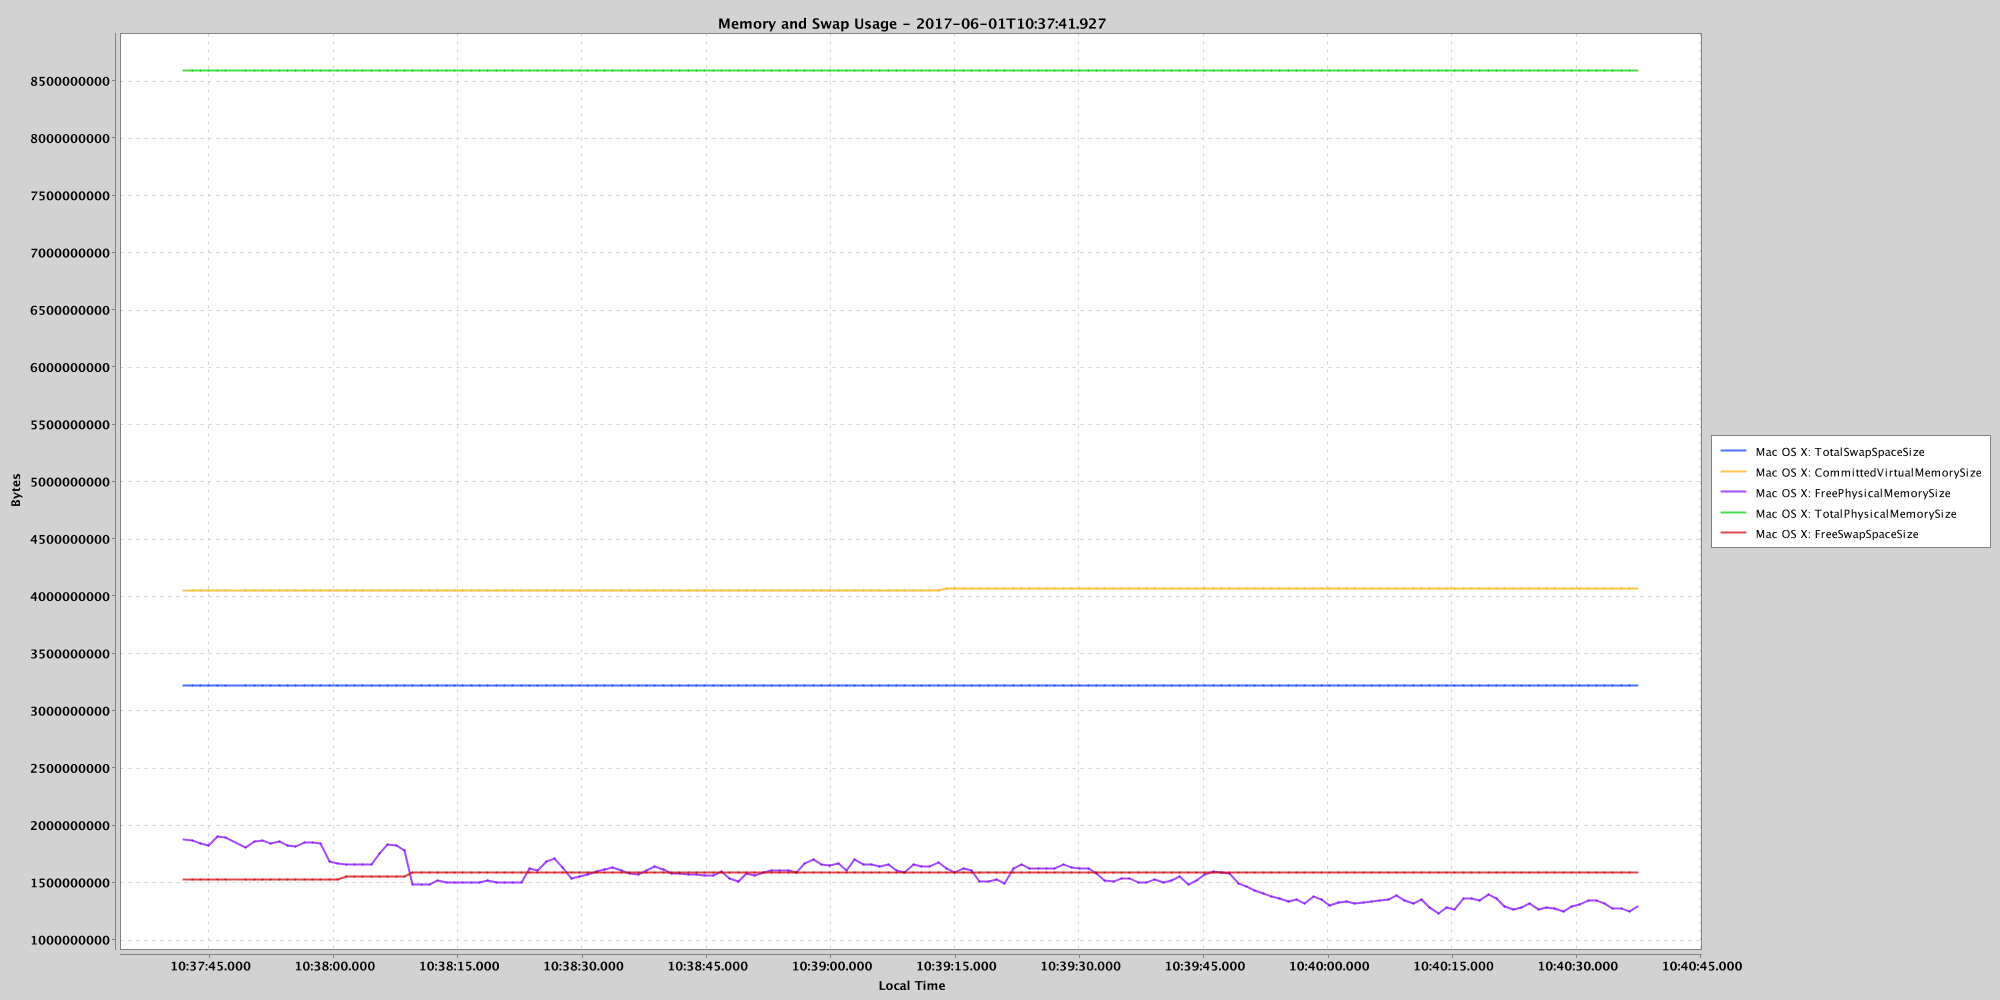 Memory and Swap Usage - 2017-06-01T10:37:41.927
8500000000
8000000000
7500000000
7000000000
6500000000
6000000000
5500000000
5000000000
4500000000
4000000000
3500000000
3000000000
2500000000
2000000000
1500000000
1000000000
Bytes
10:37:45.000 10:38:00.000 10:38:15.000 10:38:30.000 10:38:45.000 10:39:00.000 10:39:15.000 10:39:30.000 10:39:45.000 10:40:00.000 10:40:15.000 10:40:30.000 10:40:45.000
Local Time
Mac OS X: TotalSwapSpaceSize
Mac OS X: CommittedVirtualMemorySize
Mac OS X: FreePhysicalMemorySize
Mac OS X: TotalPhysicalMemorySize
Mac OS X: FreeSwapSpaceSize